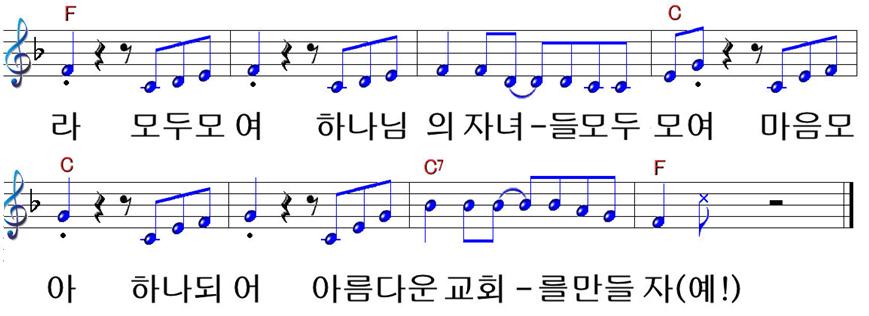 F C
라 모두모 여 하나님 의 자녀-들모두 모여 마음모
C C7 F
아 하나되 어 아름다운 교회 -를만들 자(예!)